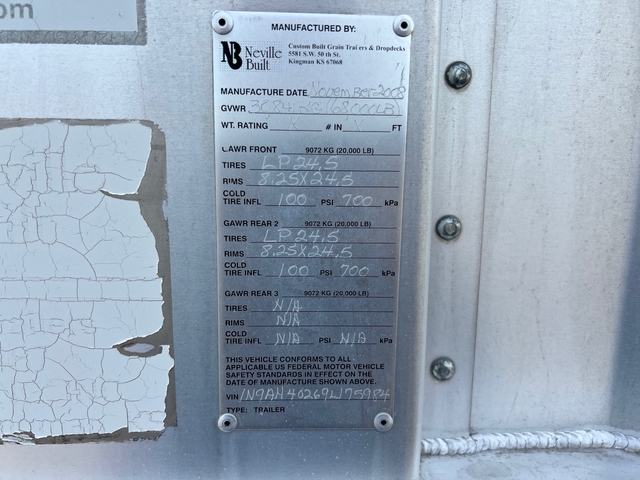 .com
MANUFACTURED BY:
NB Neville Built
Custom Built Grain Trailers & Dropdecks
5581 S.W. 50 th St.
Kingman KS 67068
MANUFACTURE DATE November 2008
GVWR KG (68000LB)
WT. RATING X # IN X FT
GAWR FRONT 9072 KG (20,000 LB)
TIRES LP 24.5
RIMS 8.25X24.5
COLD
TIRE INFL 100 PSI 700 kPa
GAWR REAR 2 9072 KG (20,000 LB)
TIRES LP 24.5
RIMS 8.25X24.5
COLD
TIRE INFL 100 PSI 700 kPa
GAWR REAR 3 9072 KG (20,000 LB)
TIRES N/A
RIMS N/A
COLD
TIRE INFL N/A PSI N/A kPa
THIS VEHICLE CONFORMS TO ALL
APPLICABLE US FEDERAL MOTOR VEHICLE
SAFETY STANDARDS IN EFFECT ON THE
DATE OF MANUFACTURE SHOWN ABOVE.
VIN 1N9AH40269W175984
TYPE: TRAILER